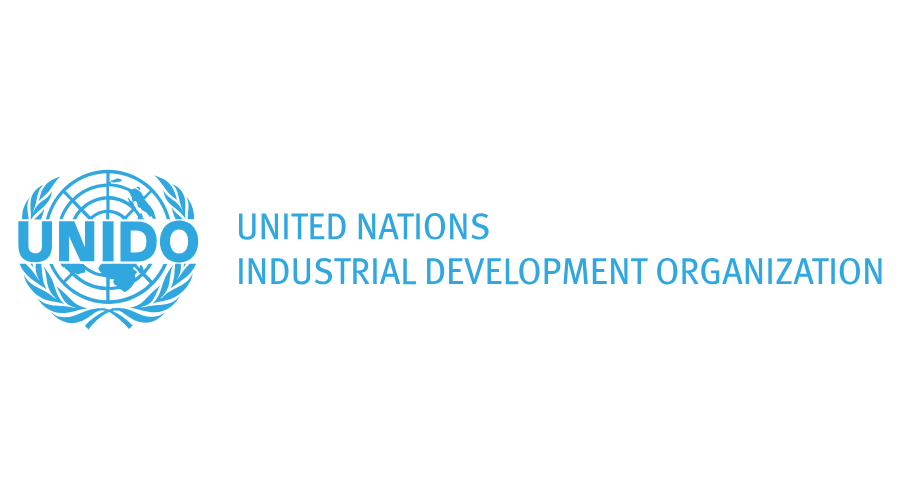 UNIDO
UNITED NATIONS
INDUSTRIAL DEVELOPMENT ORGANIZATION